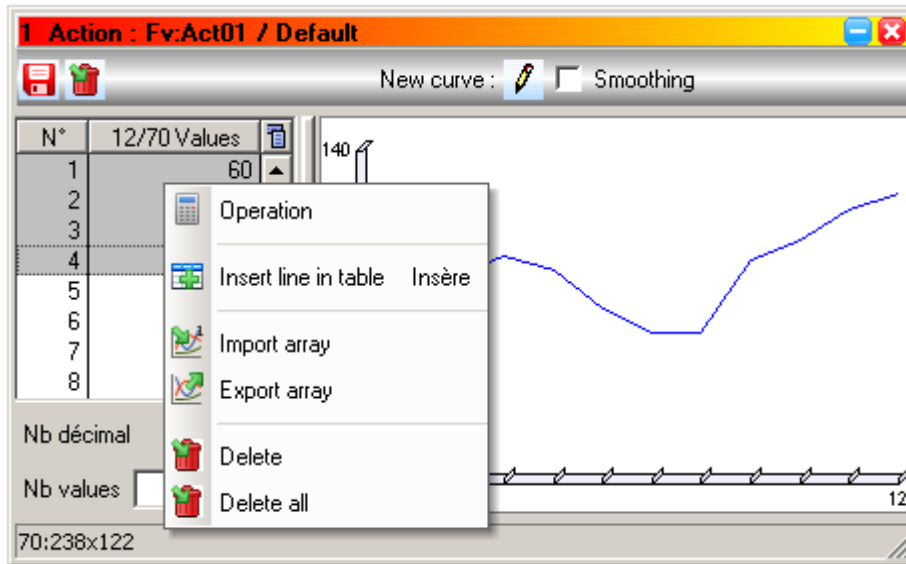 1 Action : Fv:Act01 / Default
New curve : Smoothing
N° 12/70 Values
140
1 60
2
3
4
5
6
7
8
Operation
Insert line in table Insère
Import array
Export array
Delete
Delete all
Nb décimal
Nb values
12
70:238x122